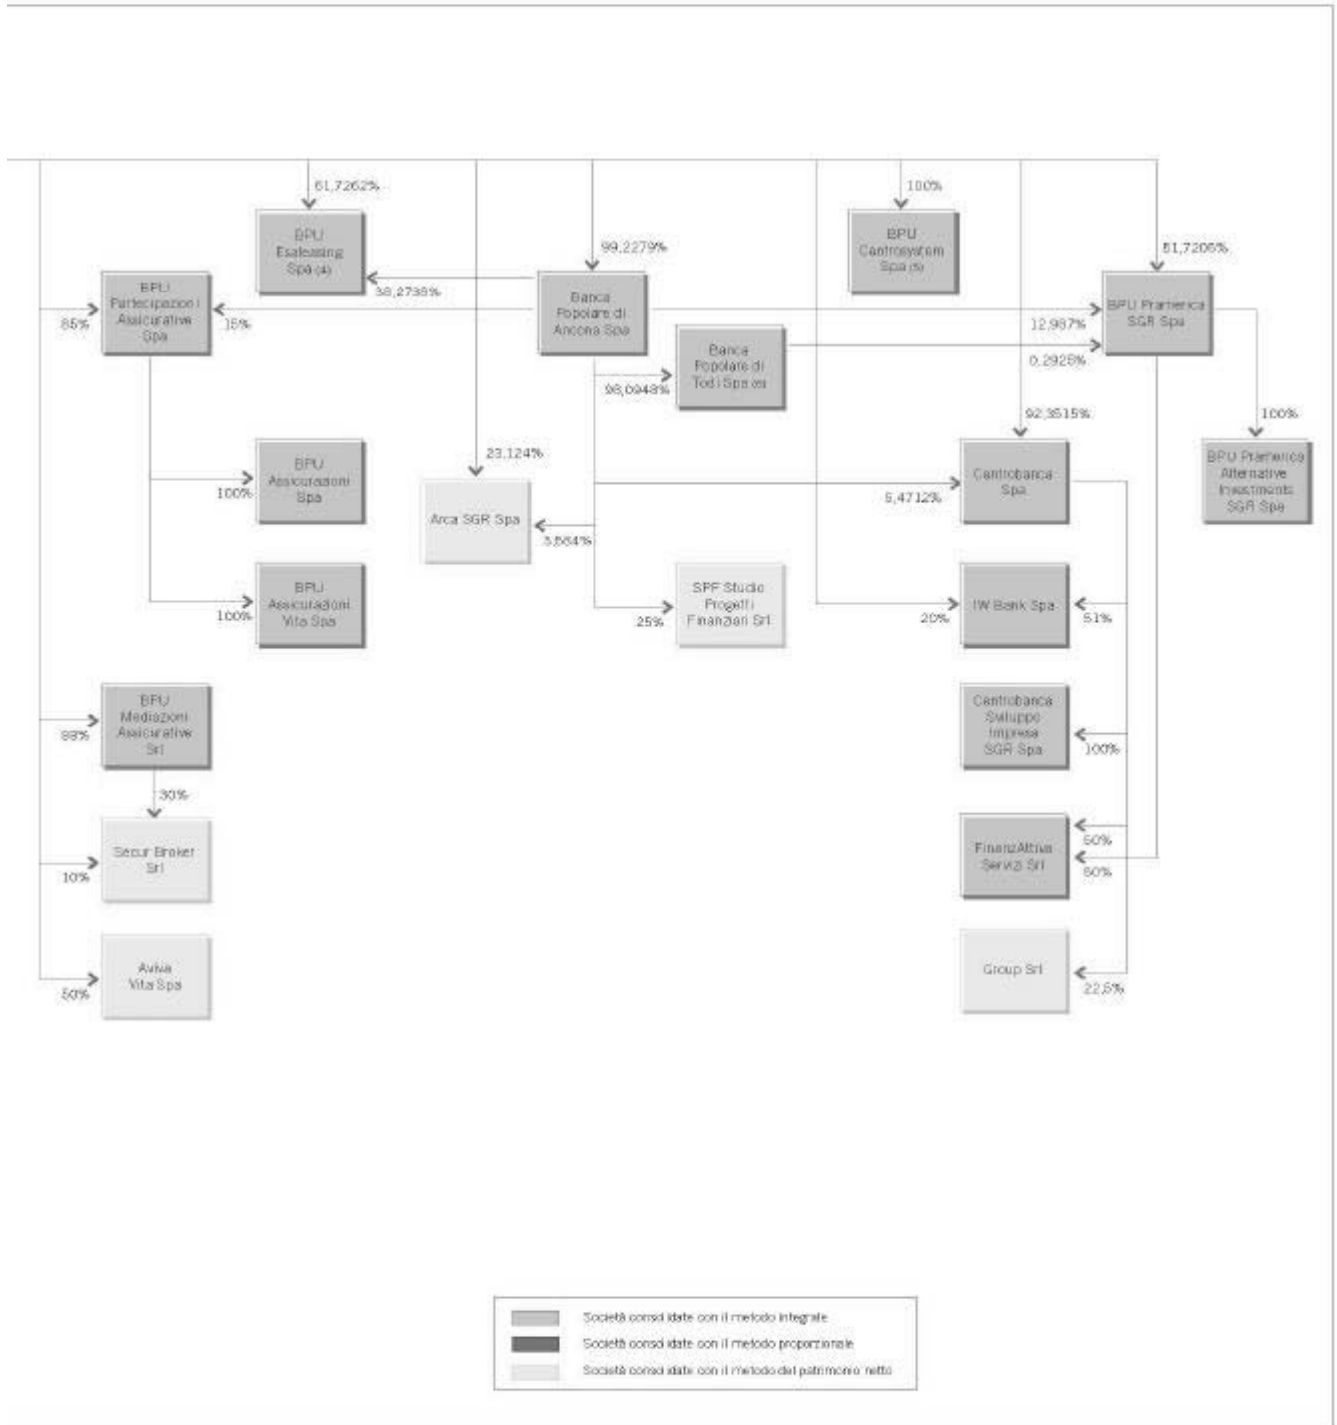 61,7262%
BPU
Esaleasing
Spa (4)
38,2738%
99,2279%
Banca
Popolare di
Ancona Spa
100%
BPU
Centrosystem
Spa (5)
51,7206%
BPU Pramerica
SGR Spa
12,987%
0,2928%
BPU
Partecipazioni
Assicurative
Spa
85%
15%
Banca
Popolare di
Todi Spa
98,0948%
92,3515%
100%
BPU Pramerica
Alternative
Investments
SGR Spa
23,124%
BPU
Assicurazioni
Spa
100%
Arca SGR Spa
3,564%
5,4712%
Centrobanca
Spa
BPU
Assicurazioni
Vita Spa
100%
SPF Studio
Progetti
Finanziari Srl
25%
20%
IW Bank Spa
51%
BPU
Mediazioni
Assicurative
Srl
30%
Centrobanca
Sviluppo
Impresa
SGR Spa
100%
Secur Broker
Srl
10%
FinanzAttiva
Servizi Srl
50%
50%
Aviva
Vita Spa
50%
Group Srl
22,5%
Società consolidate con il metodo integrale
Società consolidate con il metodo proporzionale
Società consolidate con il metodo del patrimonio netto